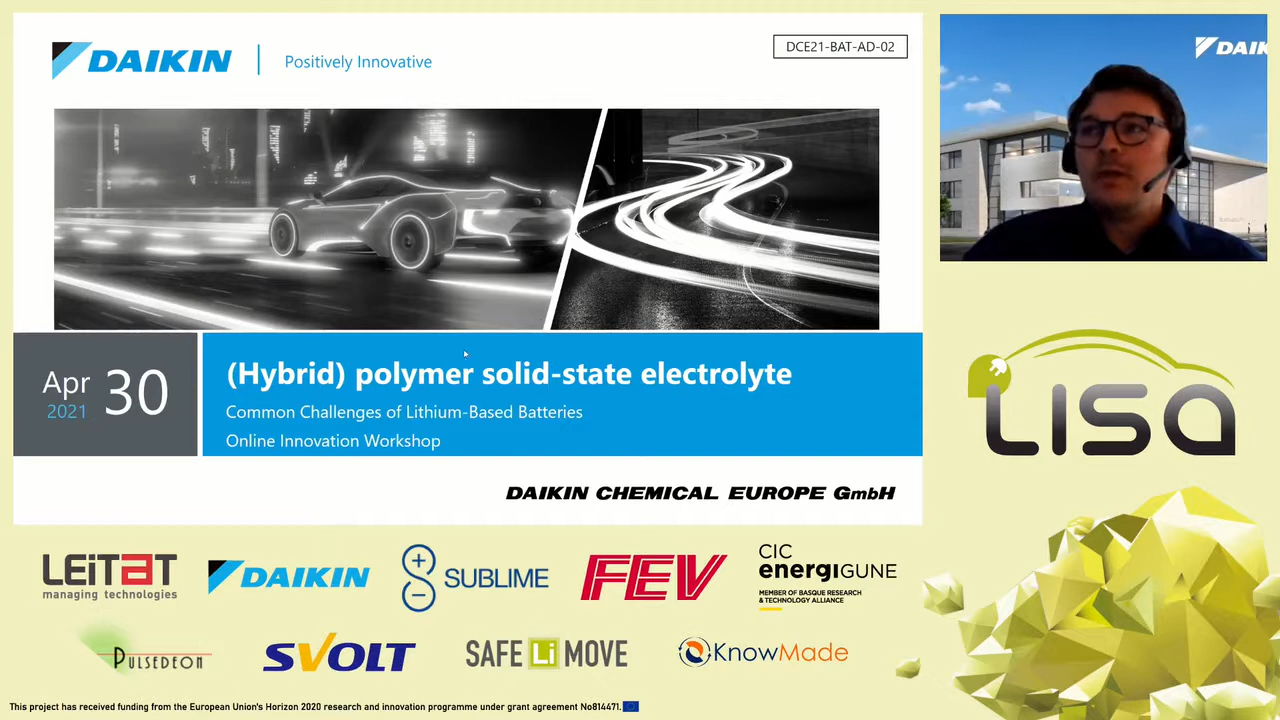 DAIKIN
Positively Innovative
DCE21-BAT-AD-02
DAIK
Apr 30
2021
(Hybrid) polymer solid-state electrolyte
Common Challenges of Lithium-Based Batteries
Online Innovation Workshop
DAIKIN CHEMICAL EUROPE GmbH
LISa
LEiTaT
managing technologies
DAIKIN
SUBLIME
FEV
CIC
energiGUNE
MEMBER OF BASQUE RESEARCH
& TECHNOLOGY ALLIANCE
PULSEDEON
SVOLT
SAFE Li MOVE
KnowMade
This project has received funding from the European Union's Horizon 2020 research and innovation programme under grant agreement No814471.